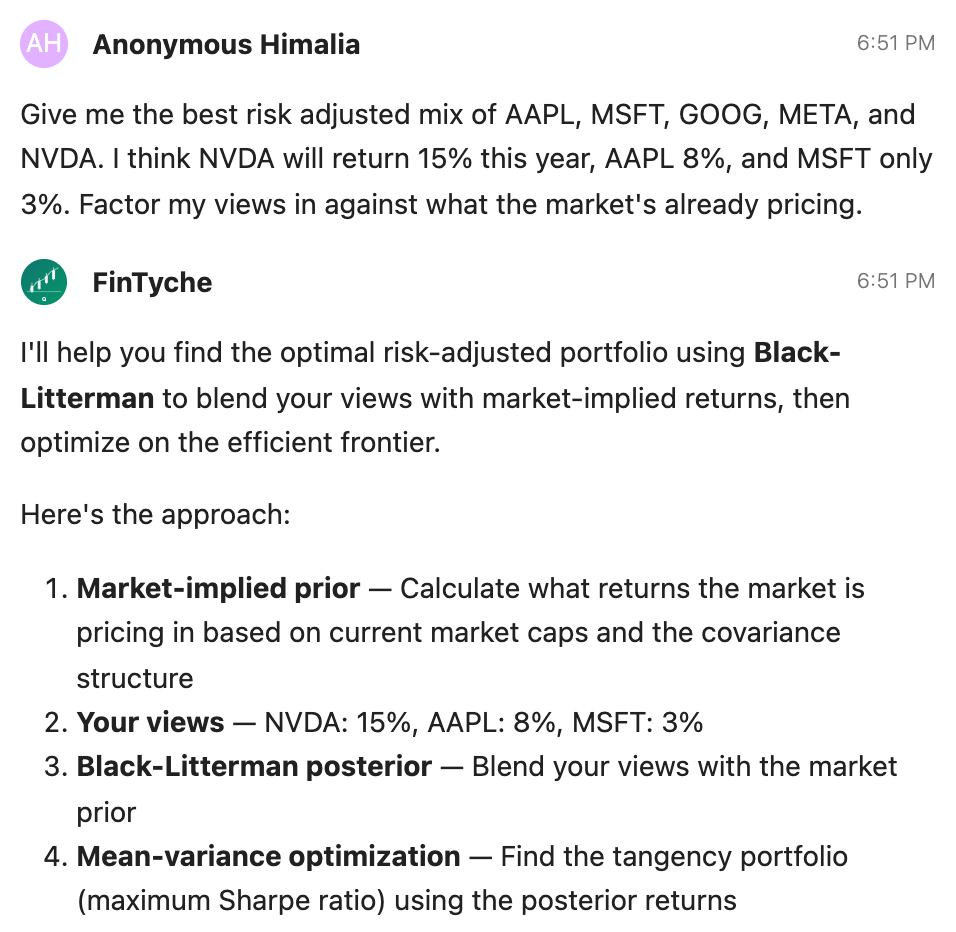 AH Anonymous Himalia 6:51 PM
Give me the best risk adjusted mix of AAPL, MSFT, GOOG, META, and
NVDA. I think NVDA will return 15% this year, AAPL 8%, and MSFT only
3%. Factor my views in against what the market's already pricing.
FinTyche 6:51 PM
I'll help you find the optimal risk-adjusted portfolio using Black-
Litterman to blend your views with market-implied returns, then
optimize on the efficient frontier.
Here's the approach:
1. Market-implied prior — Calculate what returns the market is
pricing in based on current market caps and the covariance
structure
2. Your views — NVDA: 15%, AAPL: 8%, MSFT: 3%
3. Black-Litterman posterior — Blend your views with the market
prior
4. Mean-variance optimization — Find the tangency portfolio
(maximum Sharpe ratio) using the posterior returns